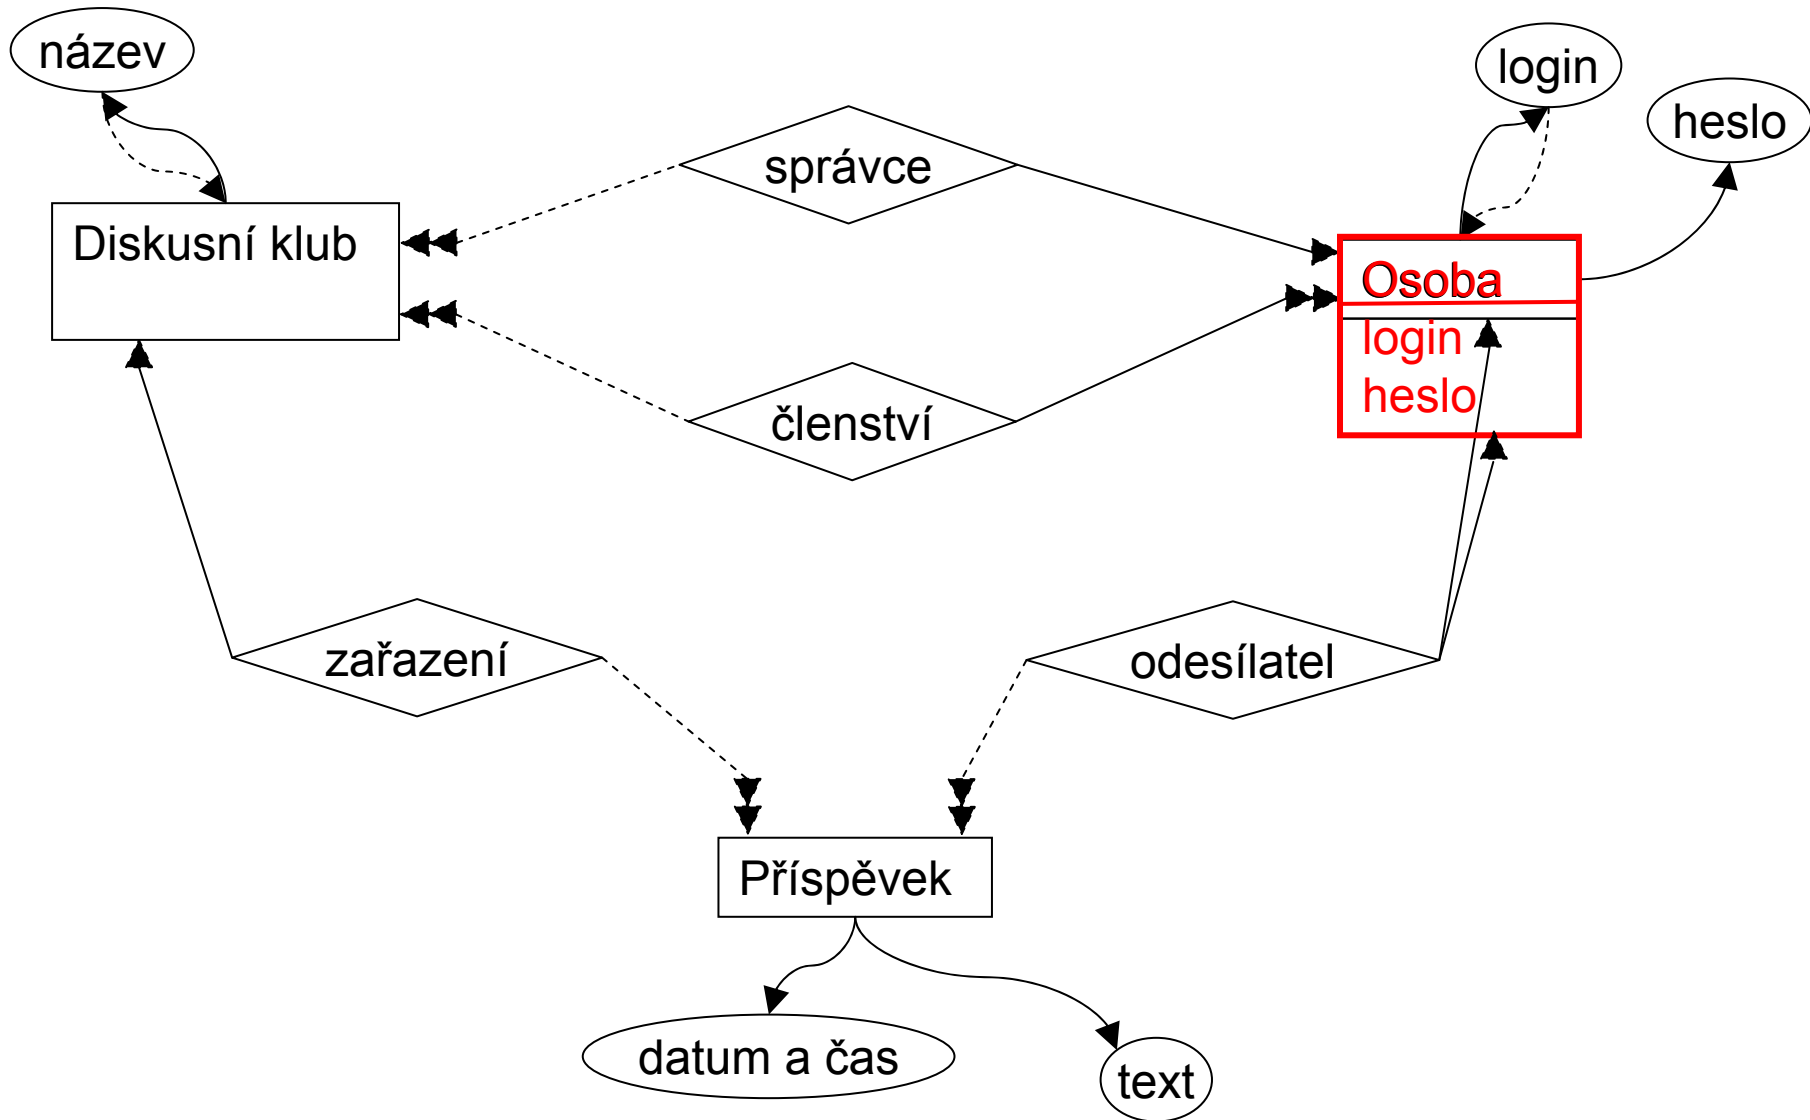 název
login
heslo
správce
Diskusní klub
Osoba
login
heslo
členství
zařazení
odesílatel
Příspěvek
datum a čas
text